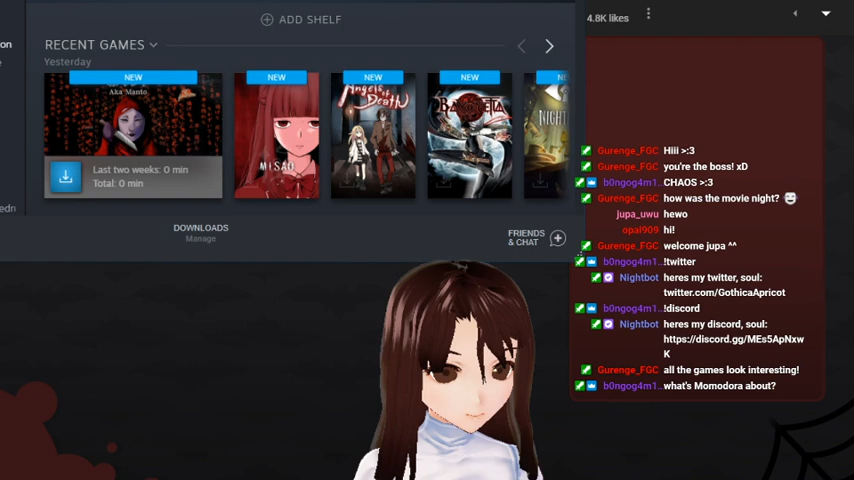 ADD SHELF
on
RECENT GAMES
Yesterday
NEW
NEW
NEW
NEW
Aka Manto
MISAO
Angels of Death
BAYONETTA
NIGHT
Last two weeks: 0 min
Total: 0 min
edn
DOWNLOADS
Manage
FRIENDS
& CHAT
4.8K likes
Gurenge_FGC Hiii >:3
Gurenge_FGC you're the boss! xD
b0ngog4m1... CHAOS >:3
Gurenge_FGC how was the movie night?
jupa_uwu hewo
opal909 hi!
Gurenge_FGC welcome jupa ^^
b0ngog4m1... !twitter
Nightbot heres my twitter, soul:
twitter.com/GothicaApricot
b0ngog4m1... !discord
Nightbot heres my discord, soul:
https://discord.gg/MEs5ApNxw
K
Gurenge_FGC all the games look interesting!
b0ngog4m1... what's Momodora about?